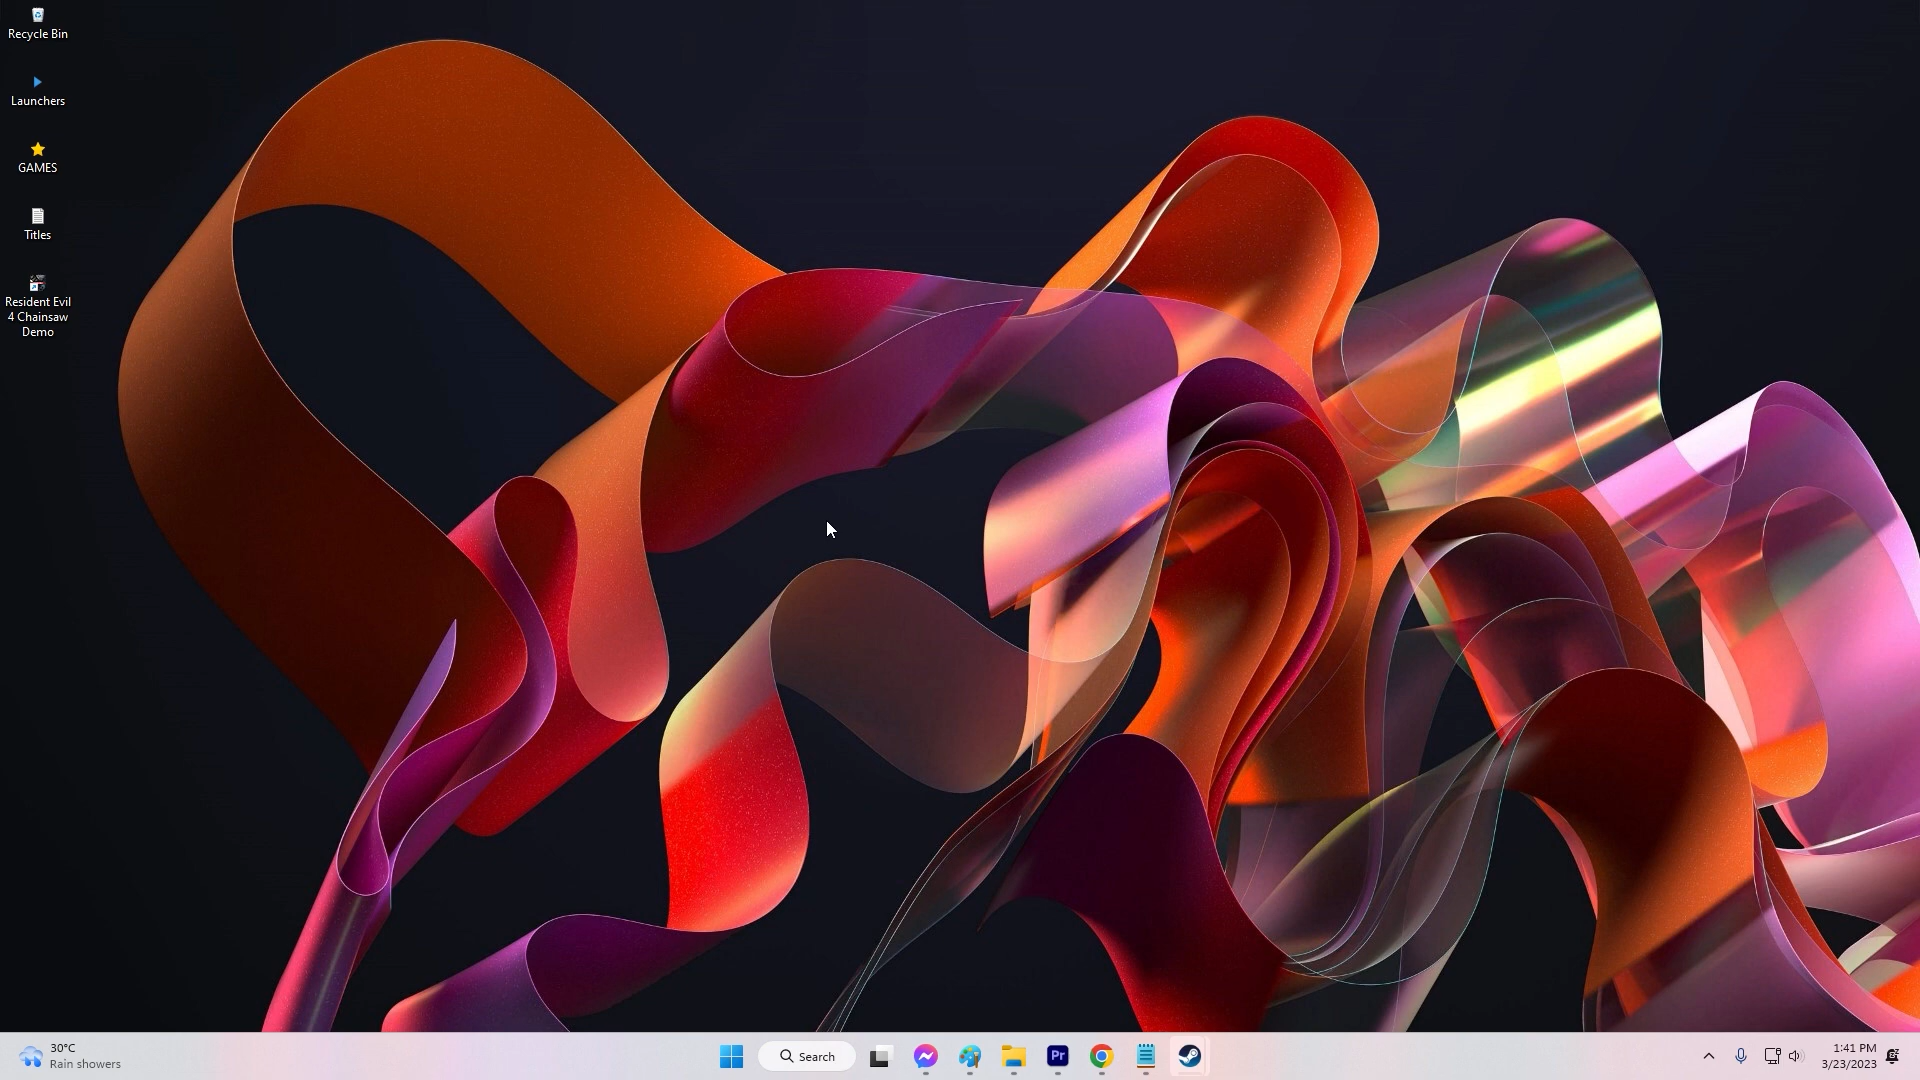 Recycle Bin
Launchers
GAMES
Titles
Resident Evil
4 Chainsaw
Demo
30°C
Rain showers
Search
Pr
1:41 PM
3/23/2023